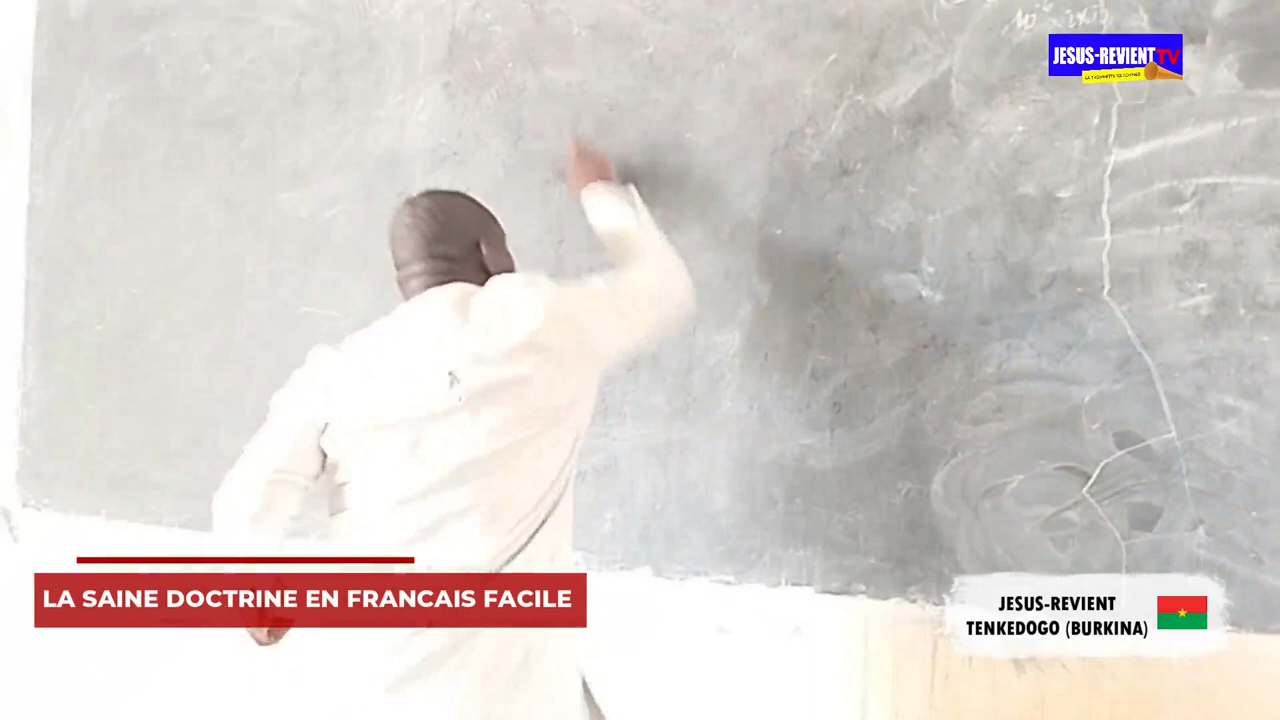 JESUS-REVIENT TV
LA SAINE DOCTRINE EN FRANCAIS FACILE
JESUS-REVIENT
TENKEDOGO (BURKINA)